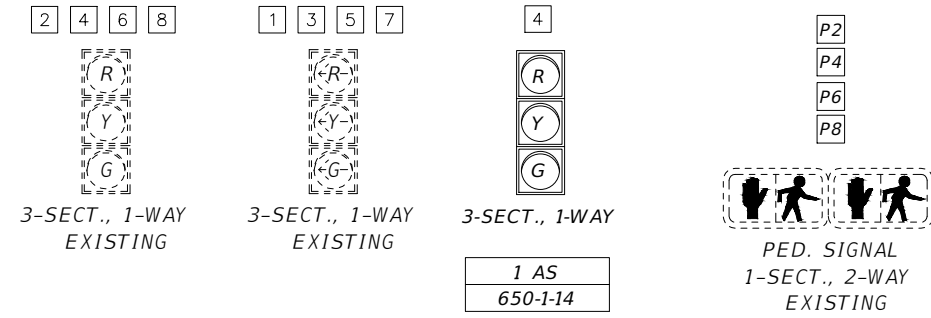 2 4 6 8
R
Y
G
3-SECT., 1-WAY
EXISTING
1 3 5 7
←R-
←Y-
←G-
3-SECT., 1-WAY
EXISTING
4
R
Y
G
3-SECT., 1-WAY
1 AS
650-1-14
P2
P4
P6
P8
PED. SIGNAL
1-SECT., 2-WAY
EXISTING